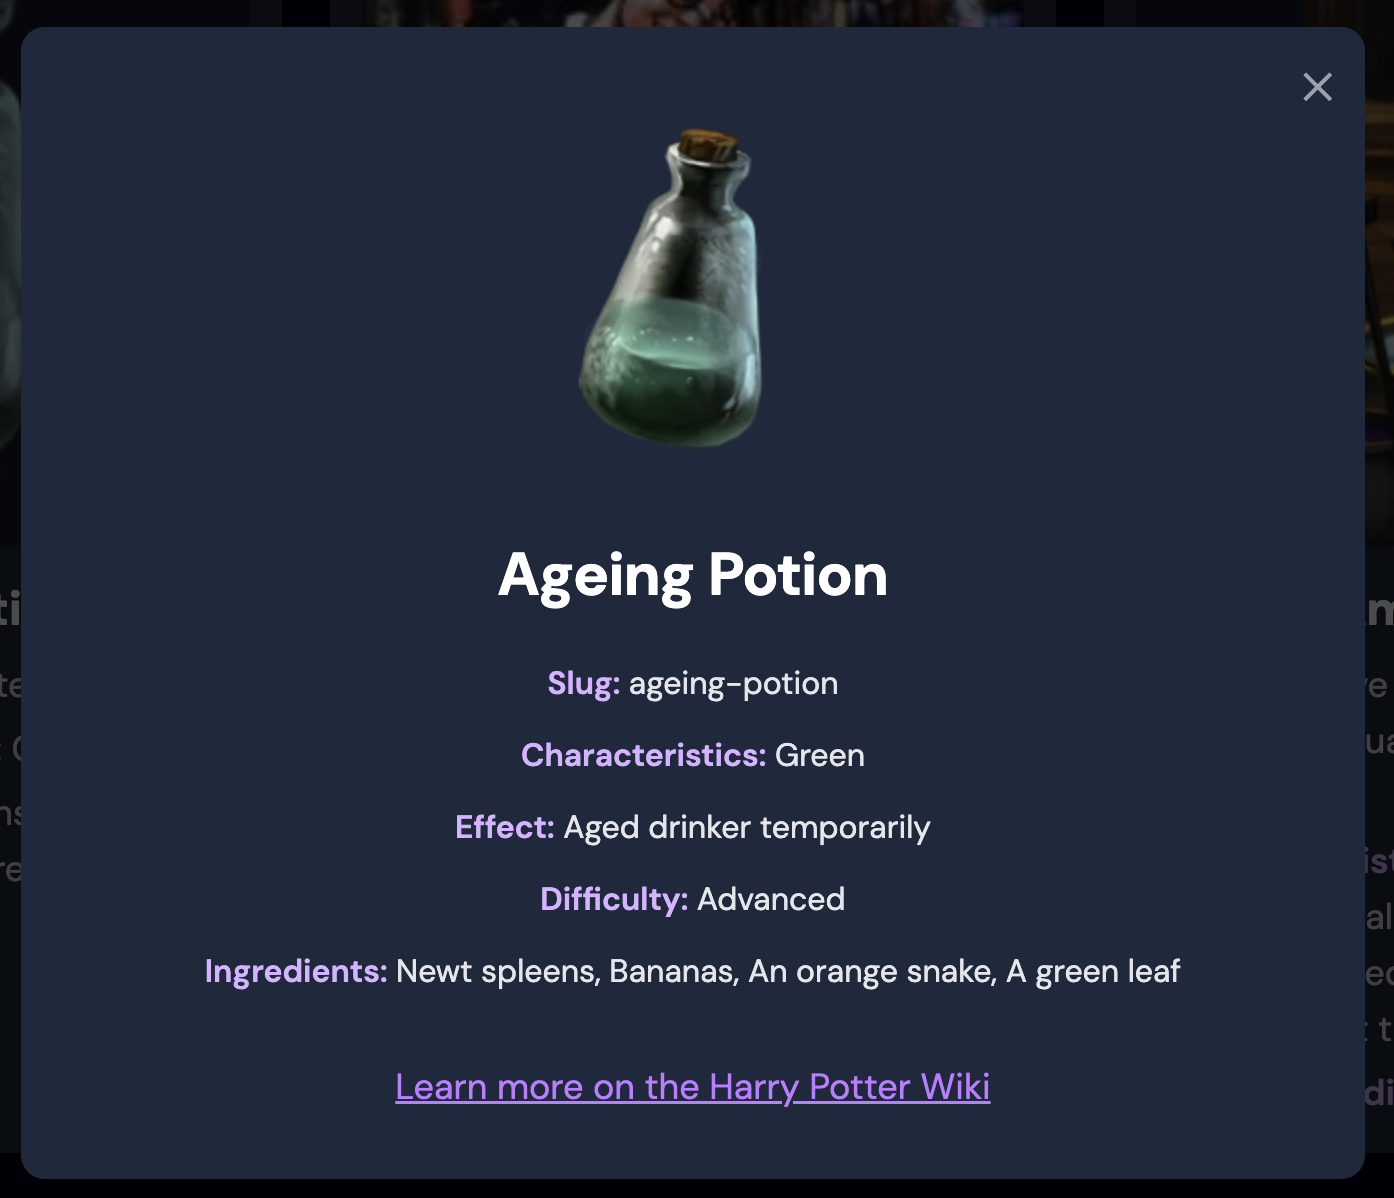 Ageing Potion
Slug: ageing-potion
Characteristics: Green
Effect: Aged drinker temporarily
Difficulty: Advanced
Ingredients: Newt spleens, Bananas, An orange snake, A green leaf
Learn more on the Harry Potter Wiki